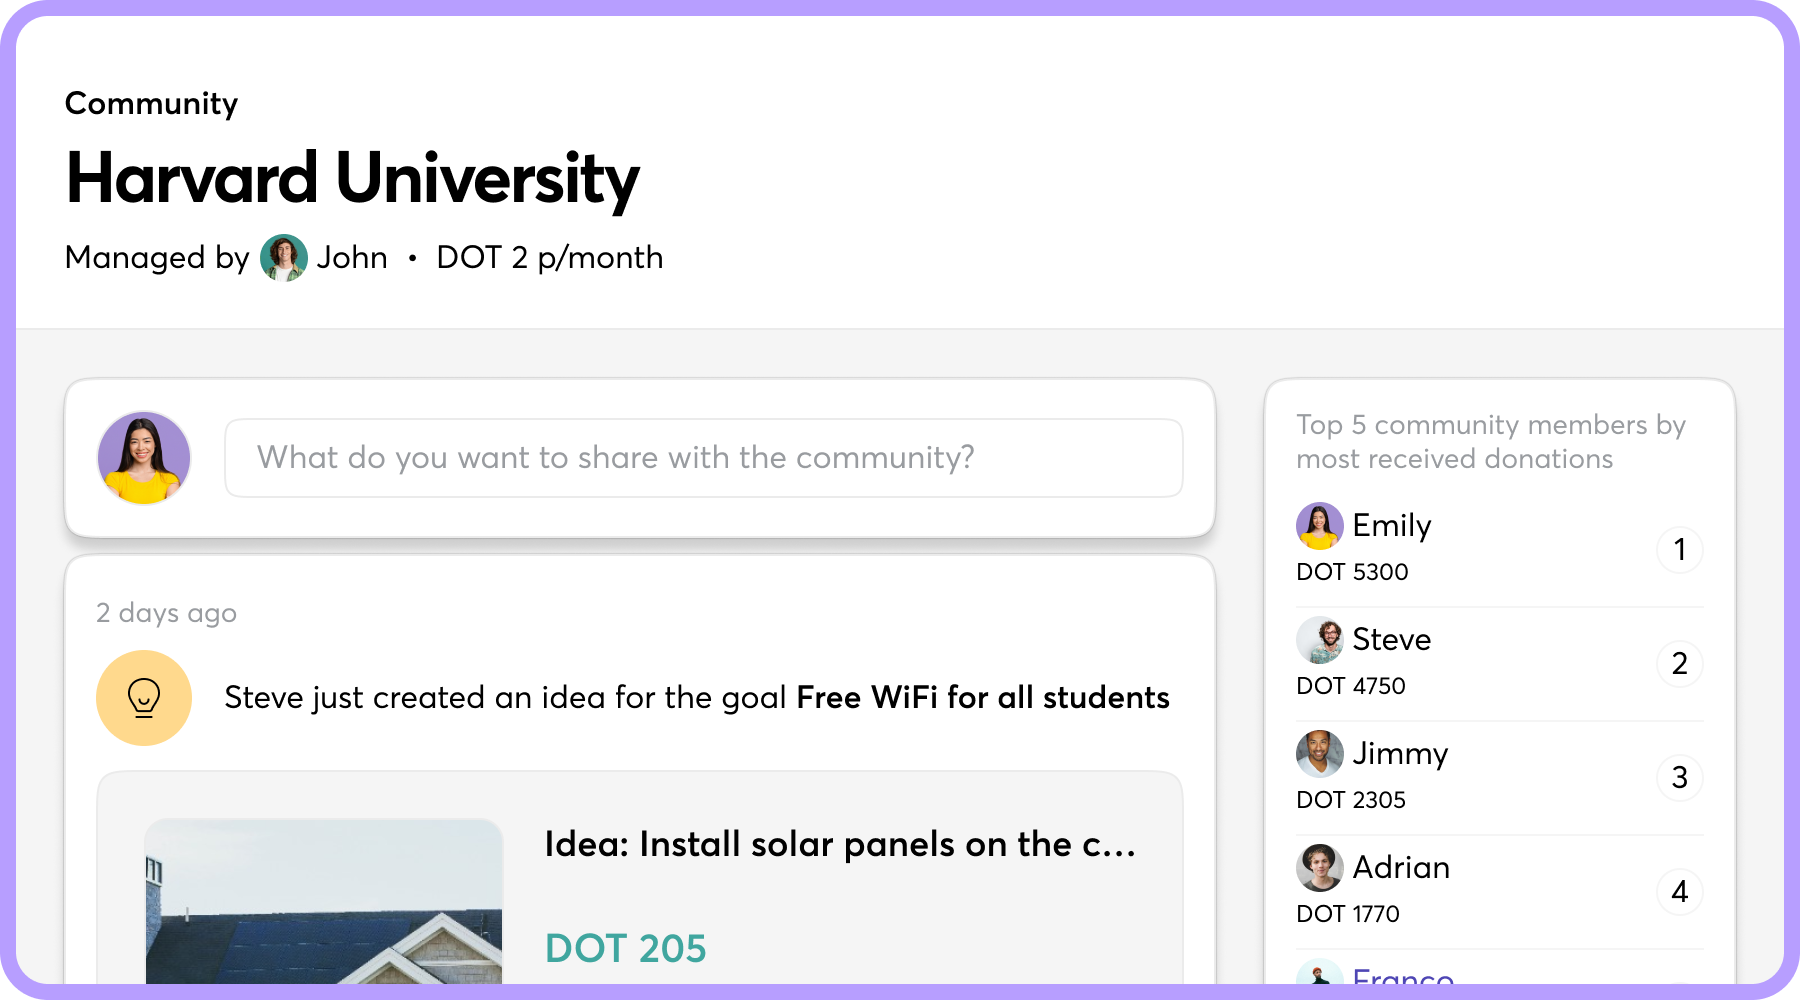 Community
Harvard University
Managed by John • DOT 2 p/month
What do you want to share with the community?
2 days ago
Steve just created an idea for the goal Free WiFi for all students
Idea: Install solar panels on the c...
DOT 205
Top 5 community members by
most received donations
Emily
DOT 5300
1
Steve
DOT 4750
2
Jimmy
DOT 2305
3
Adrian
DOT 1770
4
Franco